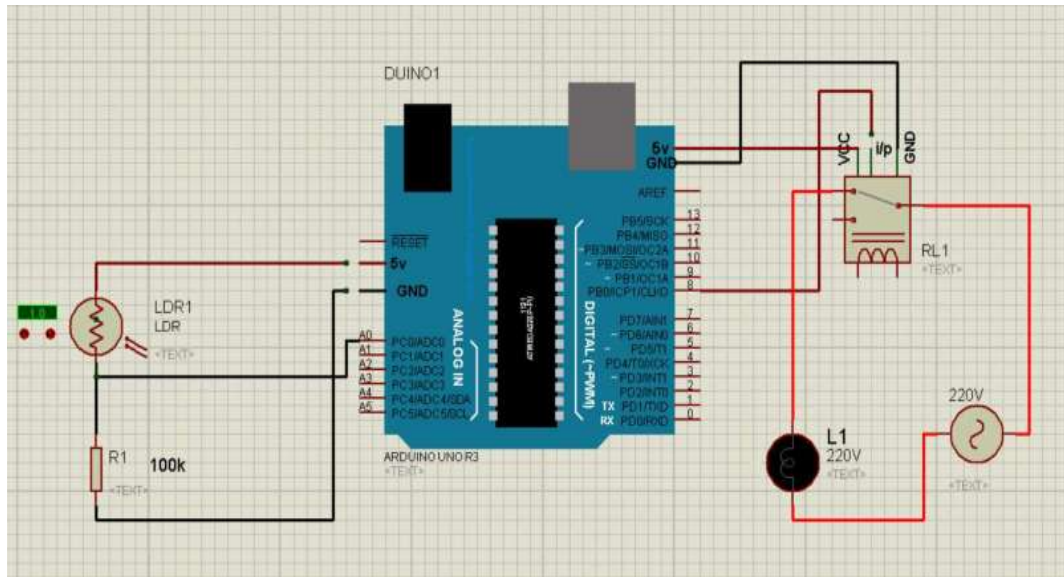 DUINO1
5v
GND
AREF
13
PB5/SCK
12
PB4/MISO
11
~PB3/MOSI/OC2A
10
~PB2/SS/OC1B
9
~PB1/OC1A
8
PB0/ICP1/CLKO
7
PD7/AIN1
6
~PD6/AIN0
5
~PD5/T1
4
PD4/T0/XCK
3
~PD3/INT1
2
PD2/INT0
1
TX PD1/TXD
0
RX PD0/RXD
DIGITAL (~PWM)
RESET
5v
GND
ANALOG IN
A0
PC0/ADC0
A1
PC1/ADC1
A2
PC2/ADC2
A3
PC3/ADC3
A4
PC4/ADC4/SDA
A5
PC5/ADC5/SCL
ARDUINO UNO R3
<TEXT>
LDR1
LDR
<TEXT>
1.0
R1
100k
<TEXT>
VCC
i/p
GND
RL1
<TEXT>
L1
220V
<TEXT>
220V
<TEXT>